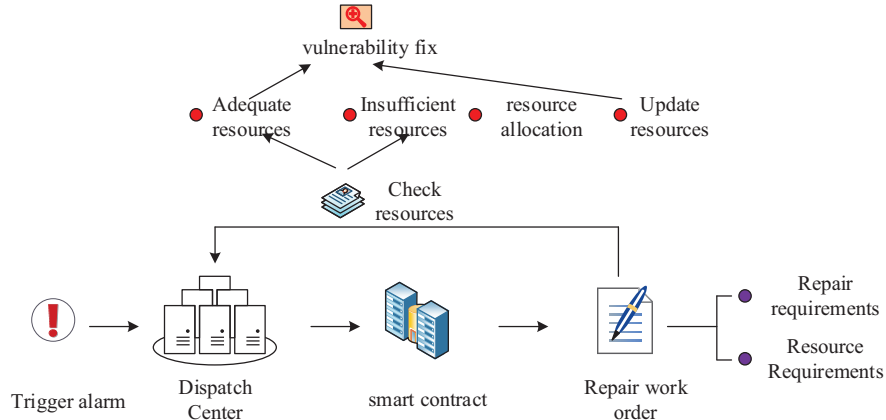 vulnerability fix
Adequate
resources
Insufficient
resources
resource
allocation
Update
resources
Check
resources
Trigger alarm
Dispatch
Center
smart contract
Repair work
order
Repair
requirements
Resource
Requirements